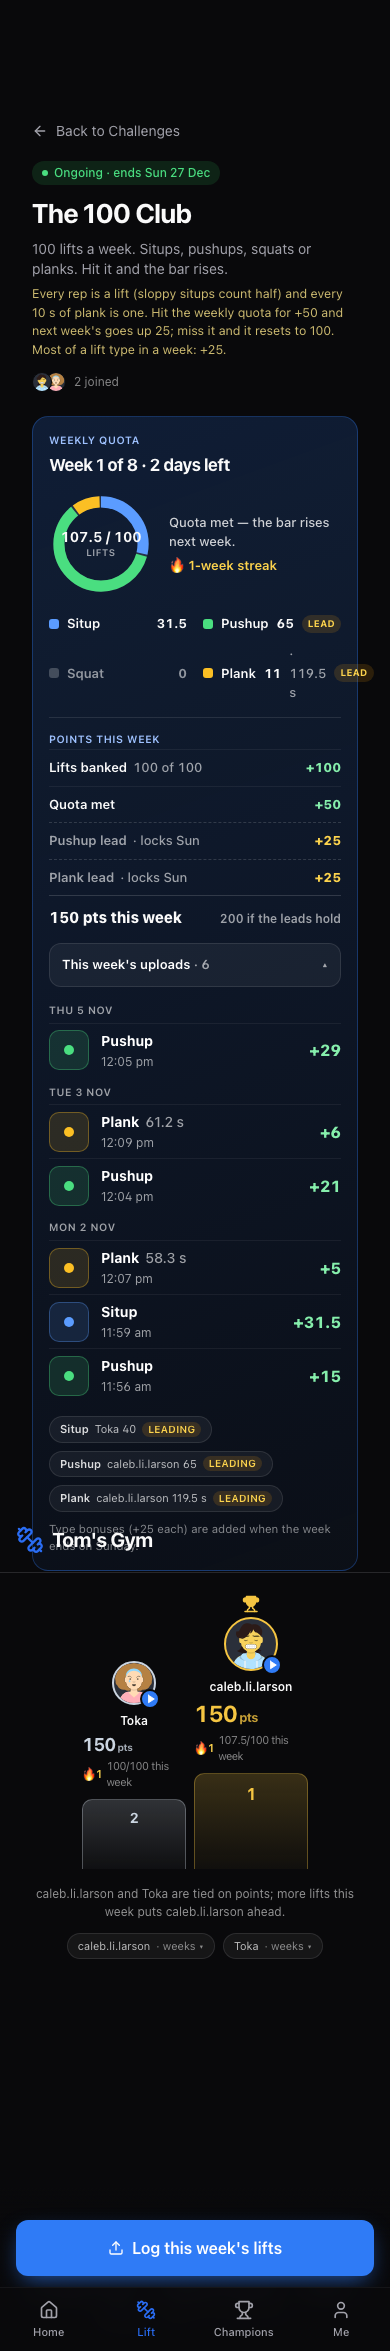 Back to Challenges
Ongoing · ends Sun 27 Dec
The 100 Club
100 lifts a week. Situps, pushups, squats or
planks. Hit it and the bar rises.
Every rep is a lift (sloppy situps count half) and every
10 s of plank is one. Hit the weekly quota for +50 and
next week's goes up 25; miss it and it resets to 100.
Most of a lift type in a week: +25.
2 joined
WEEKLY QUOTA
Week 1 of 8 · 2 days left
107.5 / 100
LIFTS
Quota met — the bar rises
next week.
🔥 1-week streak
Situp 31.5
Pushup 65 LEAD
Squat 0
Plank 11 · 119.5 s LEAD
POINTS THIS WEEK
Lifts banked 100 of 100 +100
Quota met +50
Pushup lead · locks Sun +25
Plank lead · locks Sun +25
150 pts this week 200 if the leads hold
This week's uploads · 6
THU 5 NOV
Pushup
12:05 pm
+29
TUE 3 NOV
Plank 61.2 s
12:09 pm
+6
Pushup
12:04 pm
+21
MON 2 NOV
Plank 58.3 s
12:07 pm
+5
Situp
11:59 am
+31.5
Pushup
11:56 am
+15
Situp Toka 40 LEADING
Pushup caleb.li.larson 65 LEADING
Plank caleb.li.larson 119.5 s LEADING
Type bonuses (+25 each) are added when the week
ends on Sunday.
Tom's Gym
caleb.li.larson
150 pts
🔥1 107.5/100 this
week
1
Toka
150 pts
🔥1 100/100 this
week
2
caleb.li.larson and Toka are tied on points; more lifts this
week puts caleb.li.larson ahead.
caleb.li.larson · weeks
Toka · weeks
Log this week's lifts
Home
Lift
Champions
Me